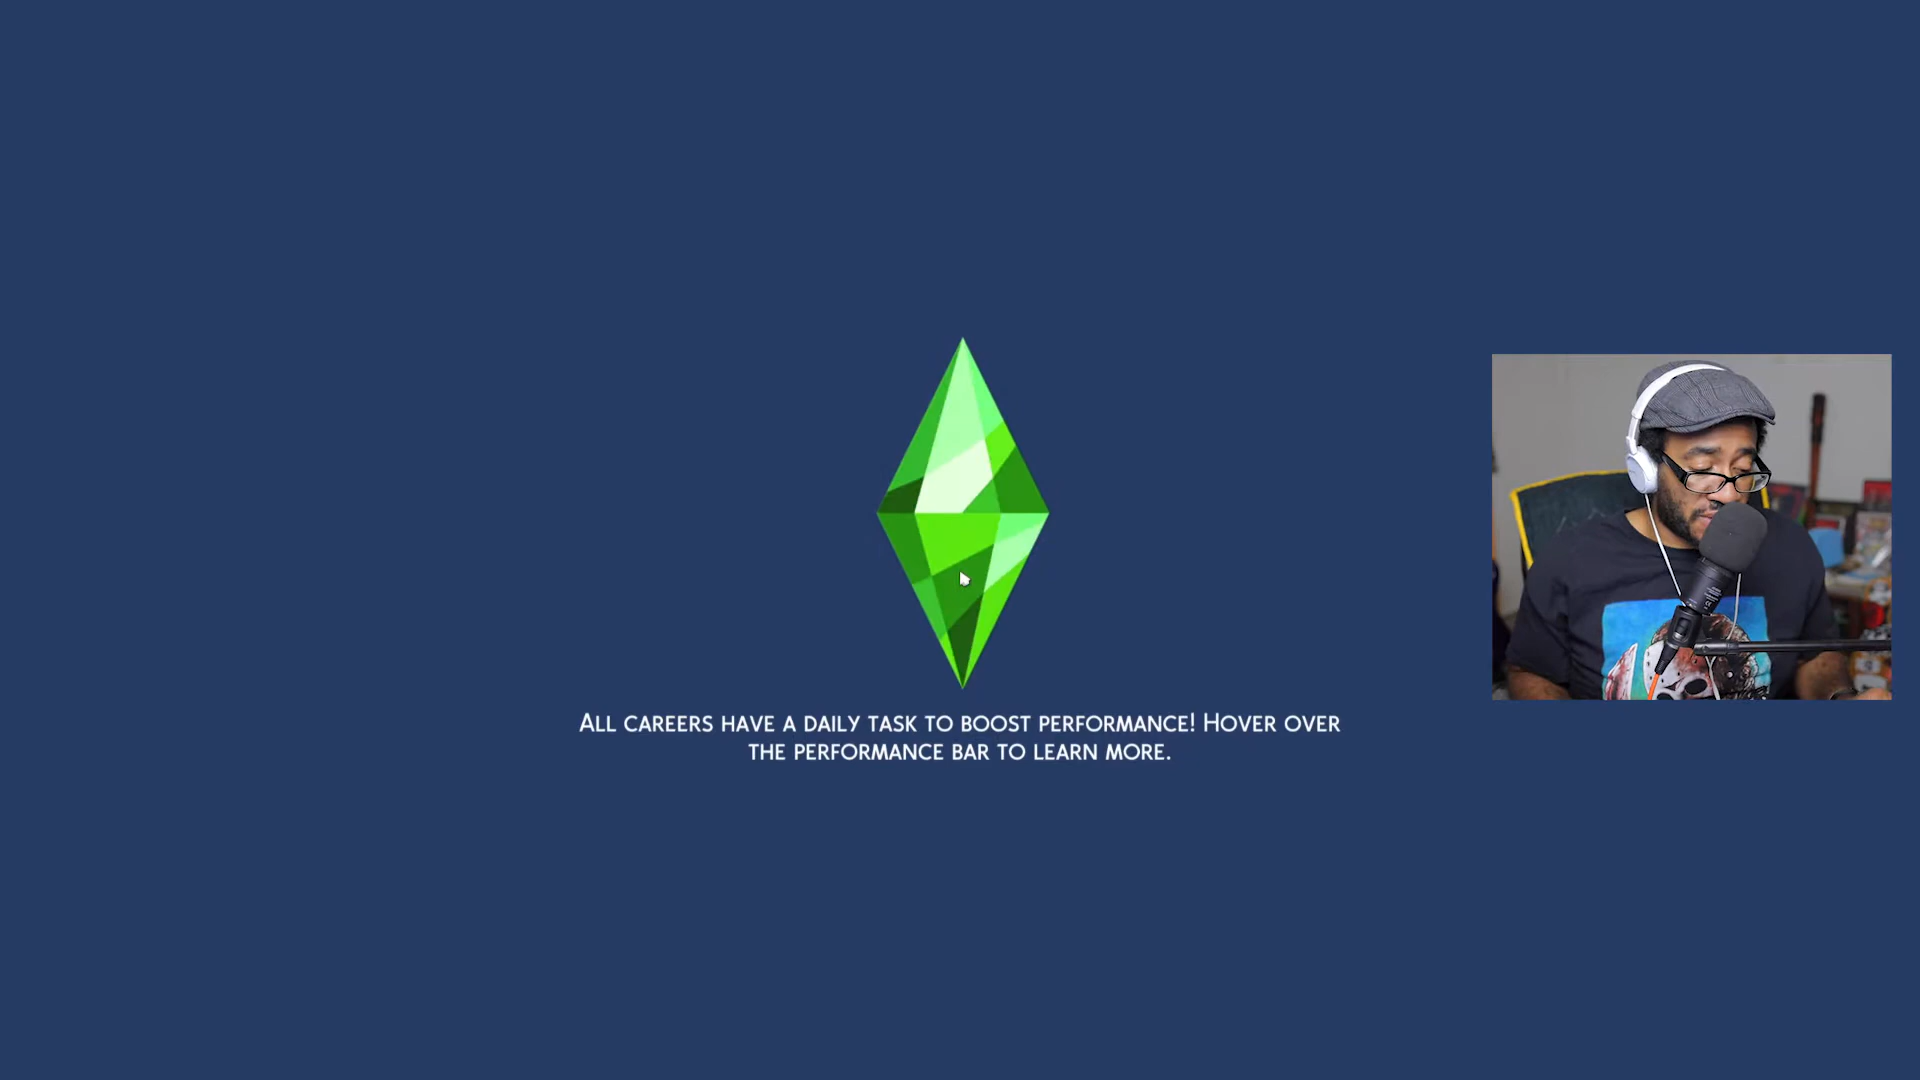 All careers have a daily task to boost performance! Hover over
the performance bar to learn more.